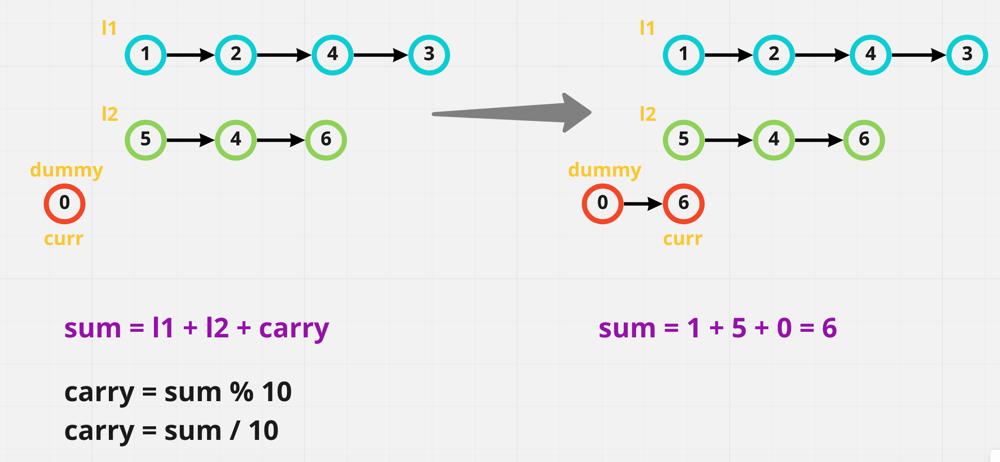 l1
1 2 4 3
l2
5 4 6
dummy
0
curr
sum = l1 + l2 + carry
carry = sum % 10
carry = sum / 10
l1
1 2 4 3
l2
5 4 6
dummy
0 6
curr
sum = 1 + 5 + 0 = 6